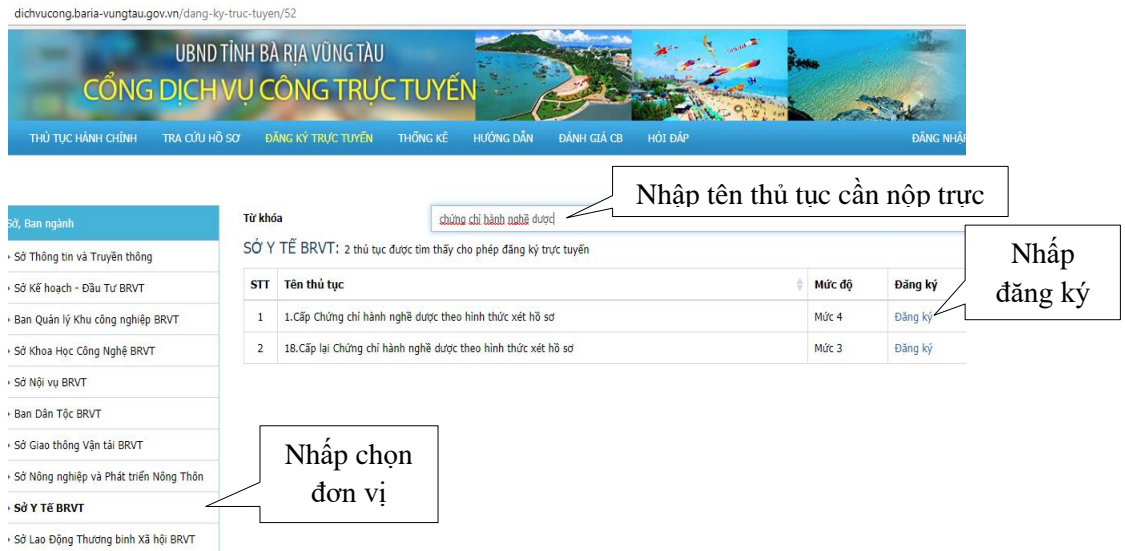 dichvucong.baria-vungtau.gov.vn/dang-ky-truc-tuyen/52
UBND TỈNH BÀ RỊA VŨNG TÀU
CỔNG DỊCH VỤ CÔNG TRỰC TUYẾN
THỦ TỤC HÀNH CHÍNH TRA CỨU HỒ SƠ ĐĂNG KÝ TRỰC TUYẾN THỐNG KÊ HƯỚNG DẪN ĐÁNH GIÁ CB HỎI ĐÁP ĐĂNG NHẬ
Nhập tên thủ tục cần nộp trực
Sở, Ban ngành
Từ khóa chứng chỉ hành nghề dược
SỞ Y TẾ BRVT: 2 thủ tục được tìm thấy cho phép đăng ký trực tuyến
Nhấp
đăng ký
STT Tên thủ tục Mức độ Đăng ký
1 1.Cấp Chứng chỉ hành nghề dược theo hình thức xét hồ sơ Mức 4 Đăng ký
2 18.Cấp lại Chứng chỉ hành nghề dược theo hình thức xét hồ sơ Mức 3 Đăng ký
Sở Thông tin và Truyền thông
Sở Kế hoạch - Đầu Tư BRVT
Ban Quản lý Khu công nghiệp BRVT
Sở Khoa Học Công Nghệ BRVT
Sở Nội vụ BRVT
Ban Dân Tộc BRVT
Sở Giao thông Vận tải BRVT
Sở Nông nghiệp và Phát triển Nông Thôn
Sở Y Tế BRVT
Sở Lao Động Thương binh Xã hội BRVT
Nhấp chọn
đơn vị